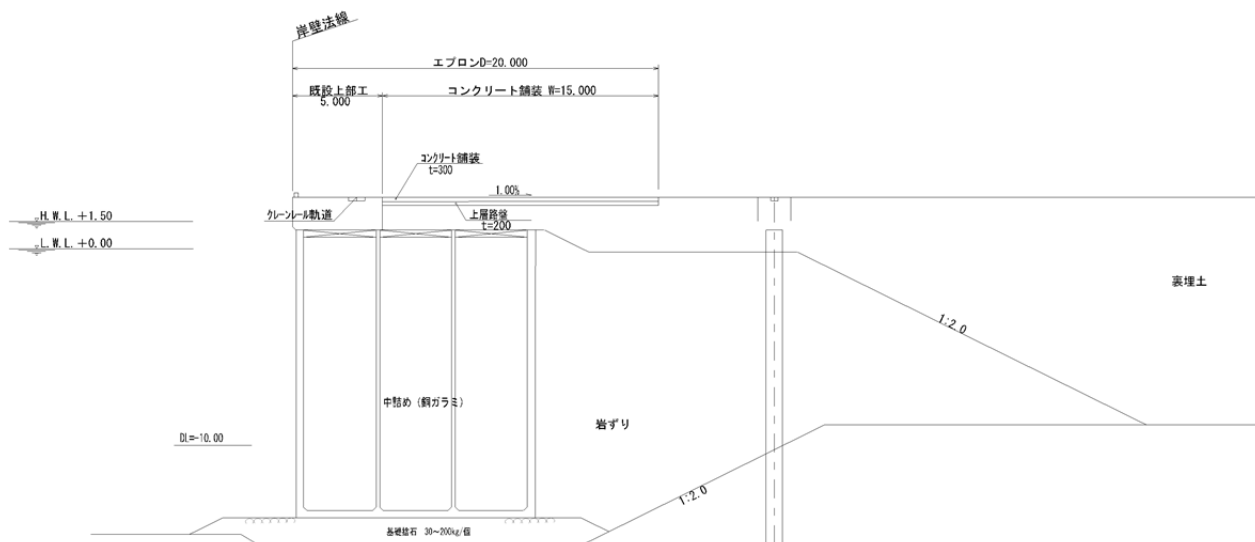 岸壁法線
エプロンD=20.000
既設上部工
5.000
コンクリート舗装 W=15.000
コンクリート舗装
t=300
1.00%
H.W.L. +1.50
クレーンレール軌道
上層路盤
t=200
L.W.L. +0.00
裏埋土
1:2.0
中詰め（銅ガラミ）
岩ずり
DL=-10.00
1:2.0
基礎捨石 30～200kg/個